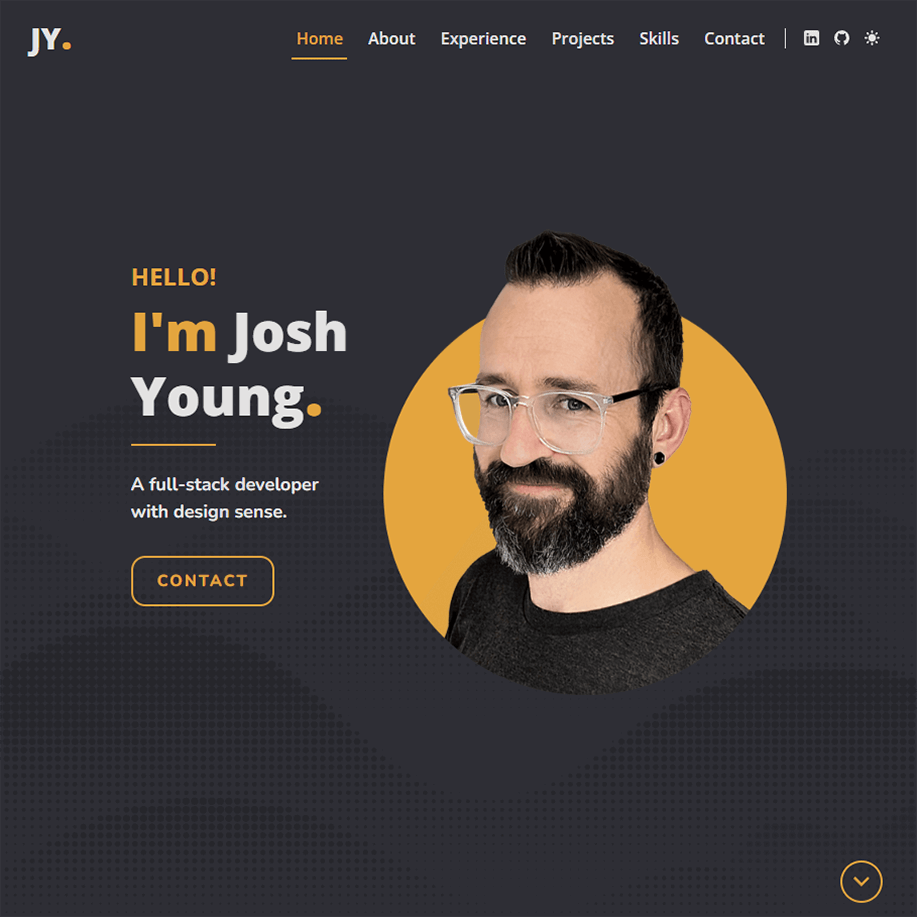 JY.
Home About Experience Projects Skills Contact
HELLO!
I'm Josh
Young.
A full-stack developer
with design sense.
CONTACT